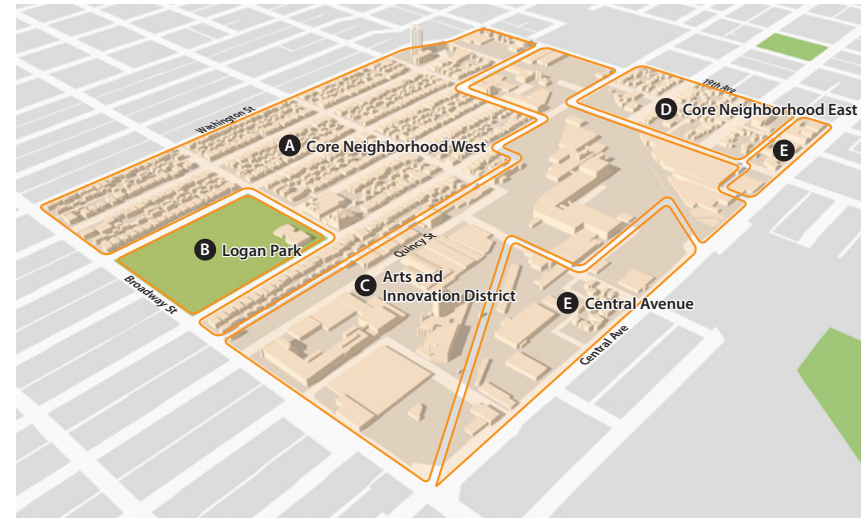 19th Ave
D Core Neighborhood East
Washington St
A Core Neighborhood West
E
B Logan Park
Quincy St
C Arts and
Innovation District
Broadway St
E Central Avenue
Central Ave